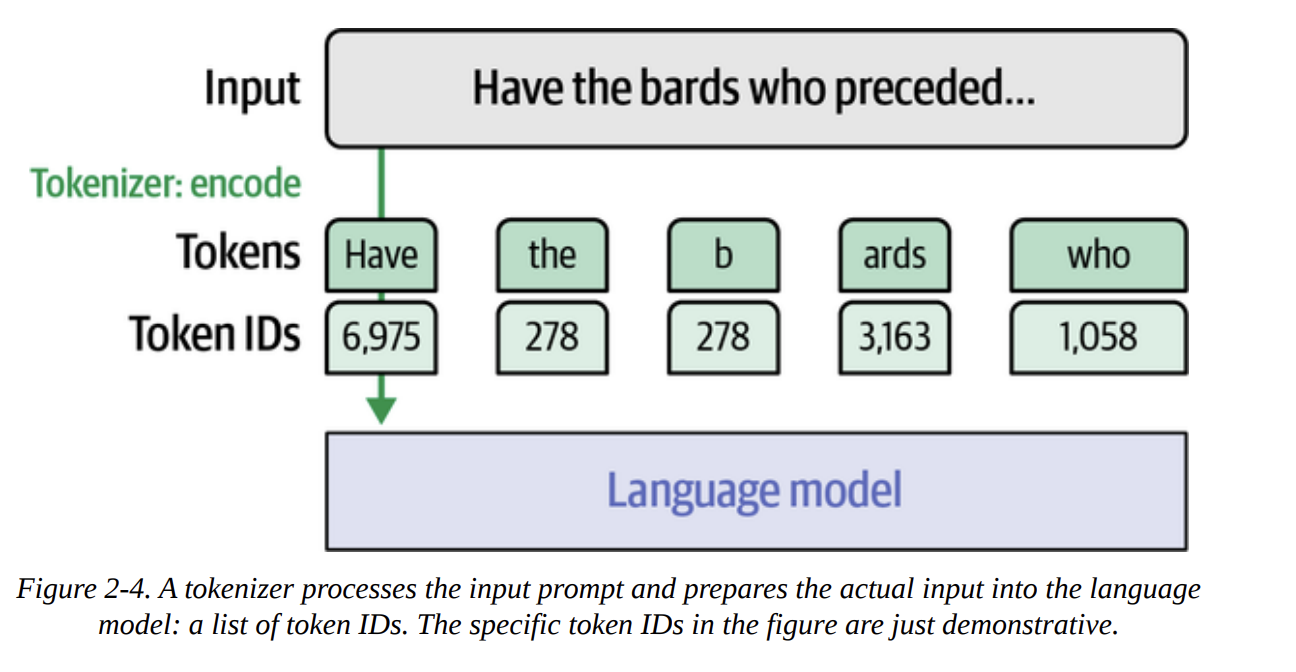 Input Have the bards who preceded...
Tokenizer: encode
Tokens Have the b ards who
Token IDs 6,975 278 278 3,163 1,058
Language model
Figure 2-4. A tokenizer processes the input prompt and prepares the actual input into the language
model: a list of token IDs. The specific token IDs in the figure are just demonstrative.